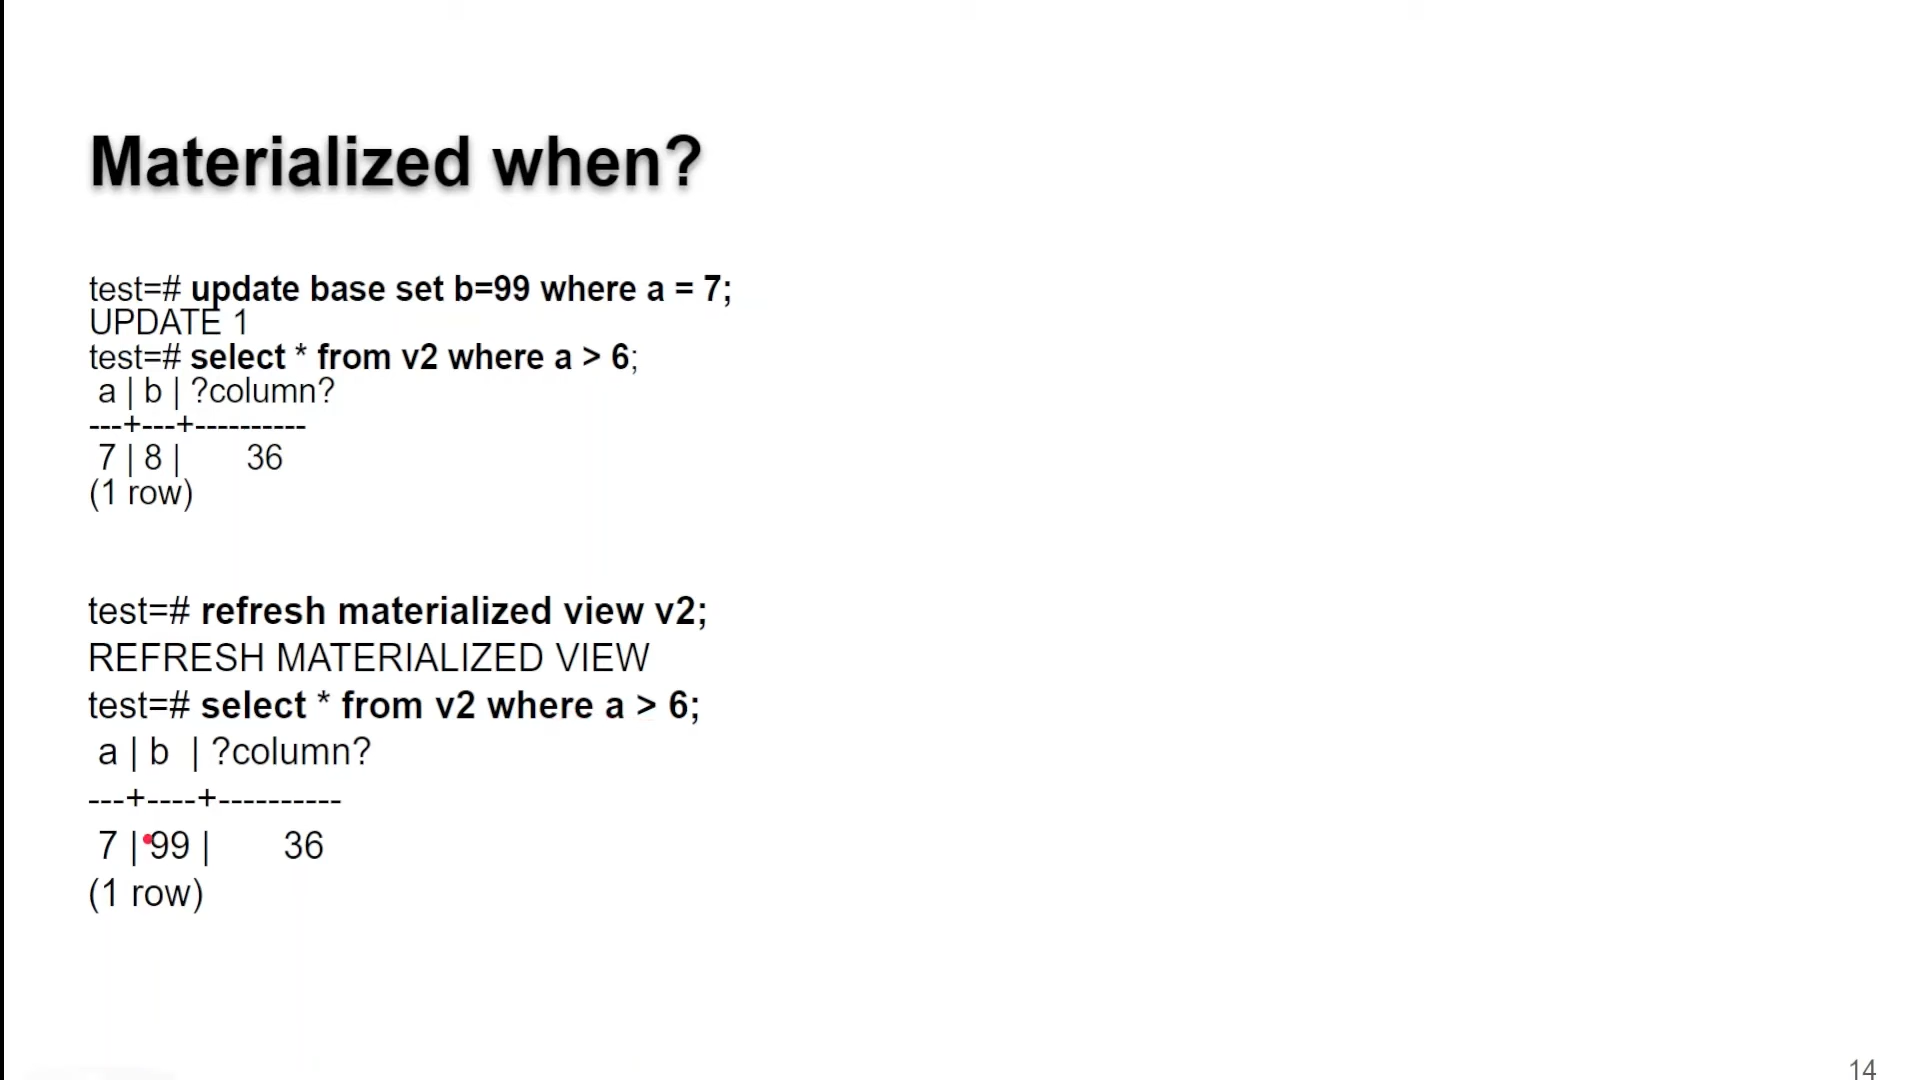 Materialized when?
test=# update base set b=99 where a = 7;
UPDATE 1
test=# select * from v2 where a > 6;
a | b | ?column?
---+---+----------
7 | 8 | 36
(1 row)
test=# refresh materialized view v2;
REFRESH MATERIALIZED VIEW
test=# select * from v2 where a > 6;
a | b | ?column?
---+----+----------
7 | 99 | 36
(1 row)
14